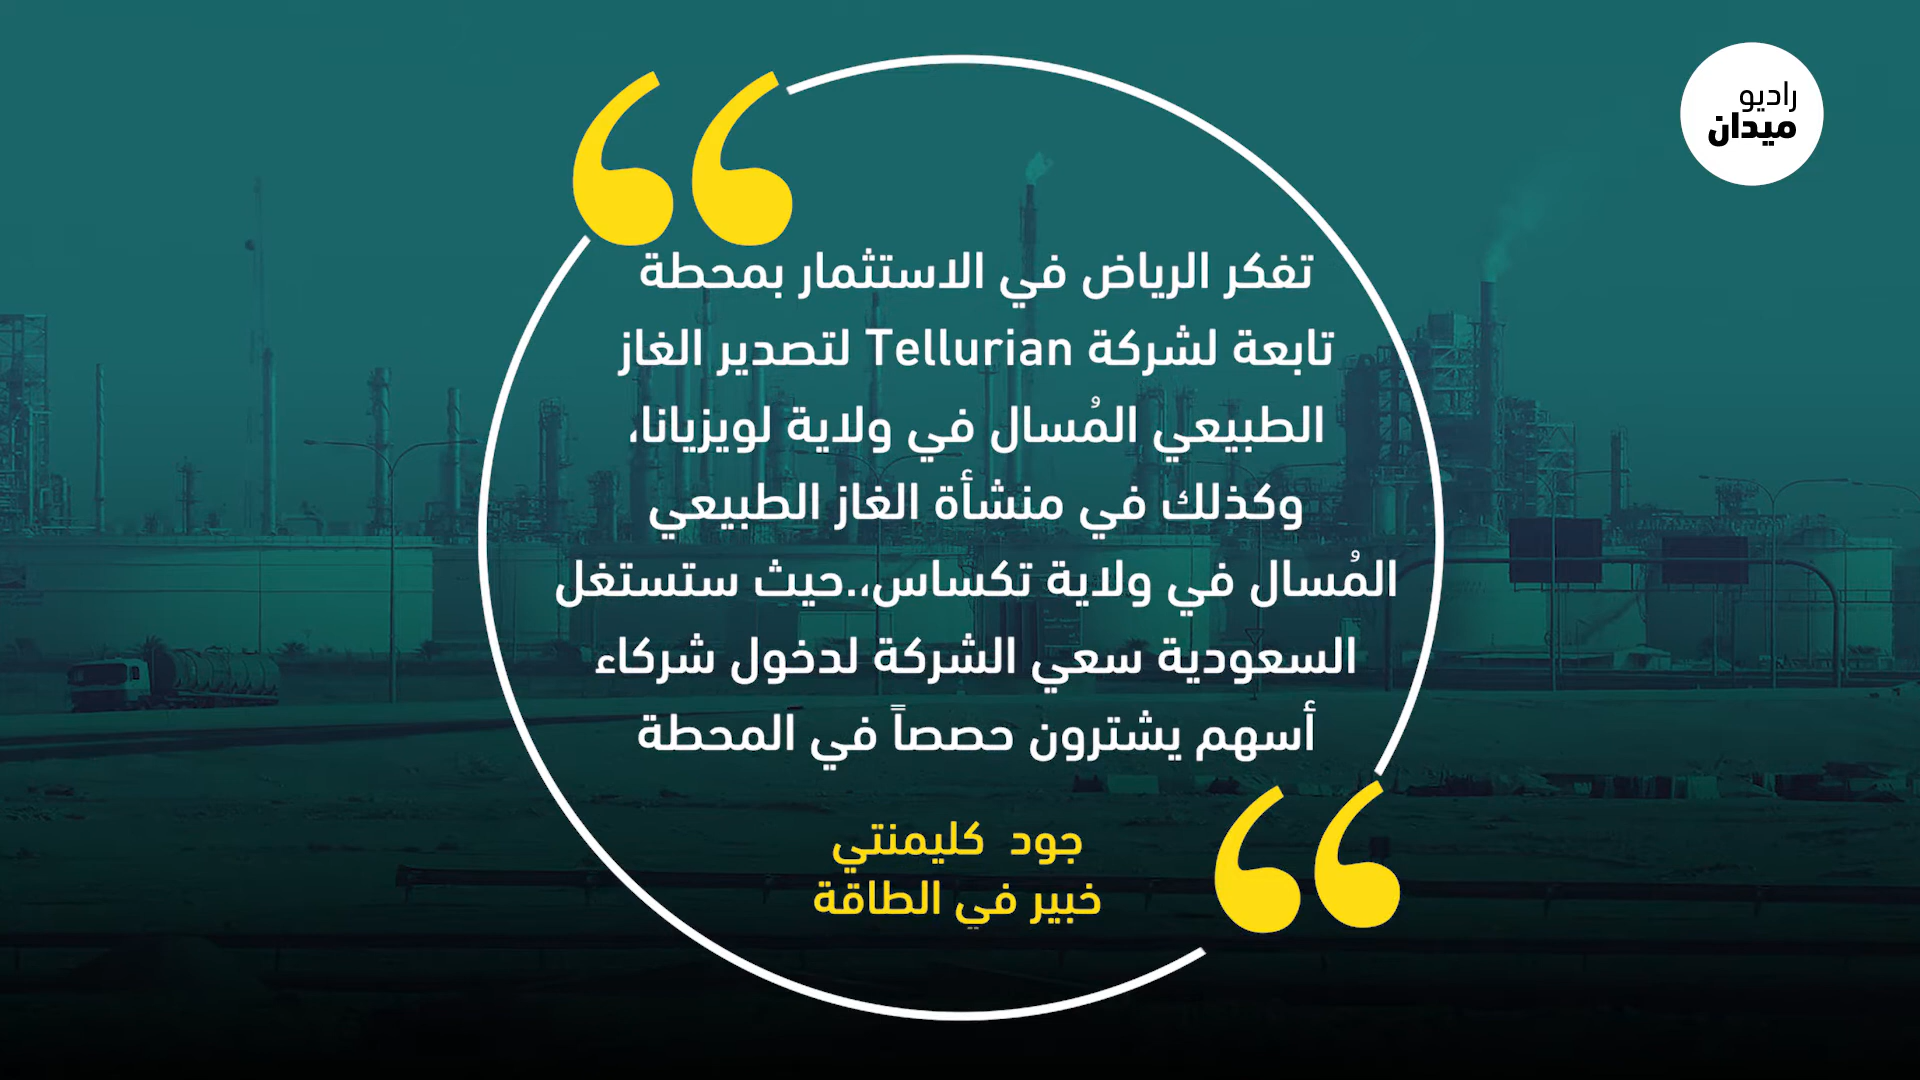 راديو
ميدان
تفكر الرياض في الاستثمار بمحطة
تابعة لشركة Tellurian لتصدير الغاز
الطبيعي المُسال في ولاية لويزيانا،
وكذلك في منشأة الغاز الطبيعي
المُسال في ولاية تكساس،..حيث ستستغل
السعودية سعي الشركة لدخول شركاء
أسهم يشترون حصصاً في المحطة
جود كليمنتي
خبير في الطاقة